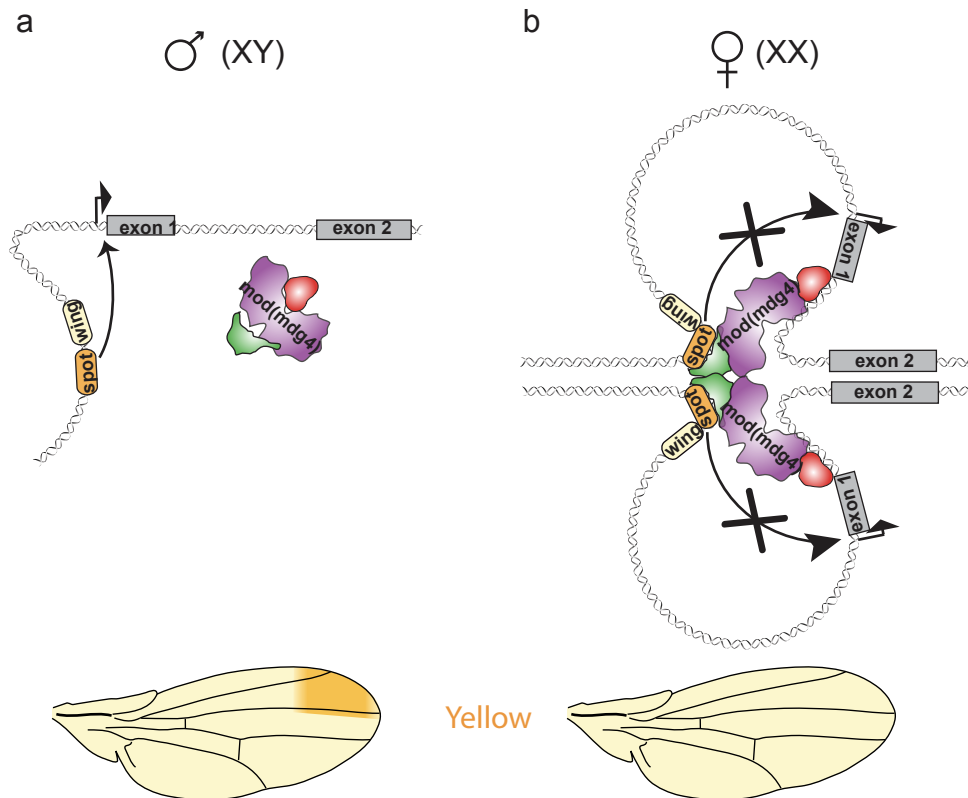 a
♂ (XY)
exon 1
exon 2
wing
spot
mod(mdg4)
b
♀ (XX)
exon 1
wing
spot
mod(mdg4)
exon 2
exon 2
spot
wing
mod(mdg4)
exon 1
Yellow